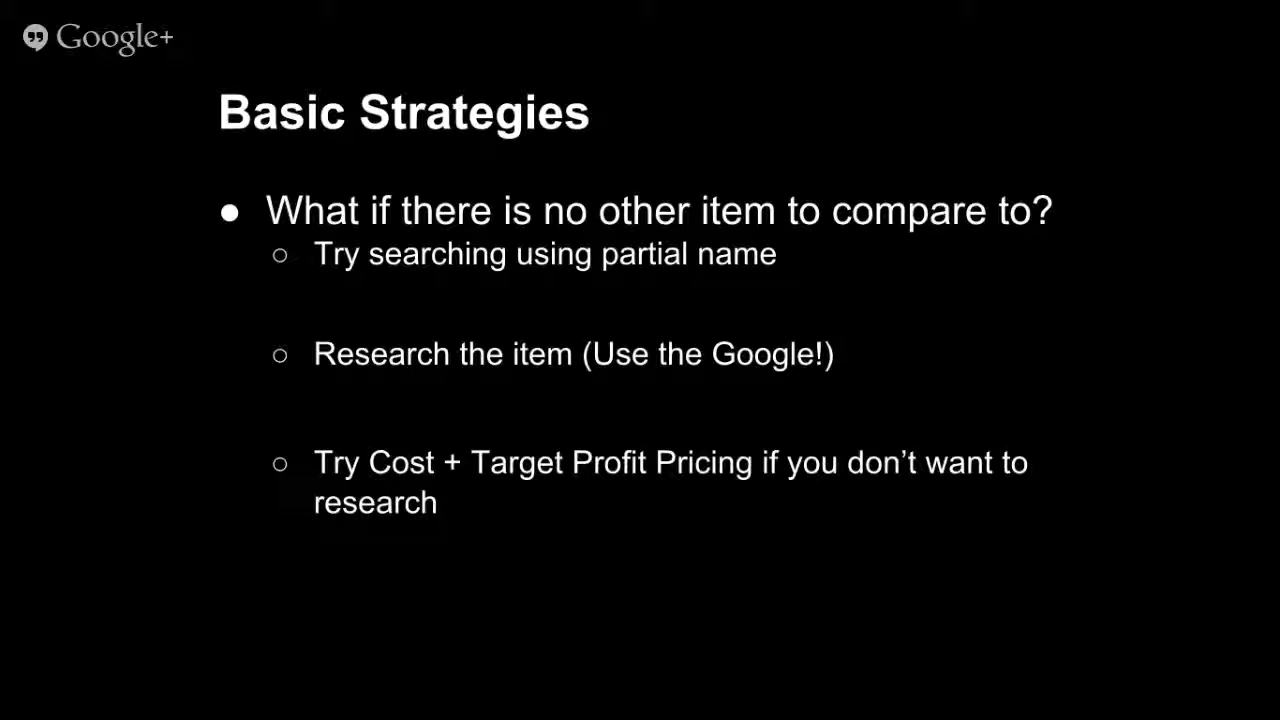 Google+
Basic Strategies
● What if there is no other item to compare to?
○ Try searching using partial name
○ Research the item (Use the Google!)
○ Try Cost + Target Profit Pricing if you don’t want to
research